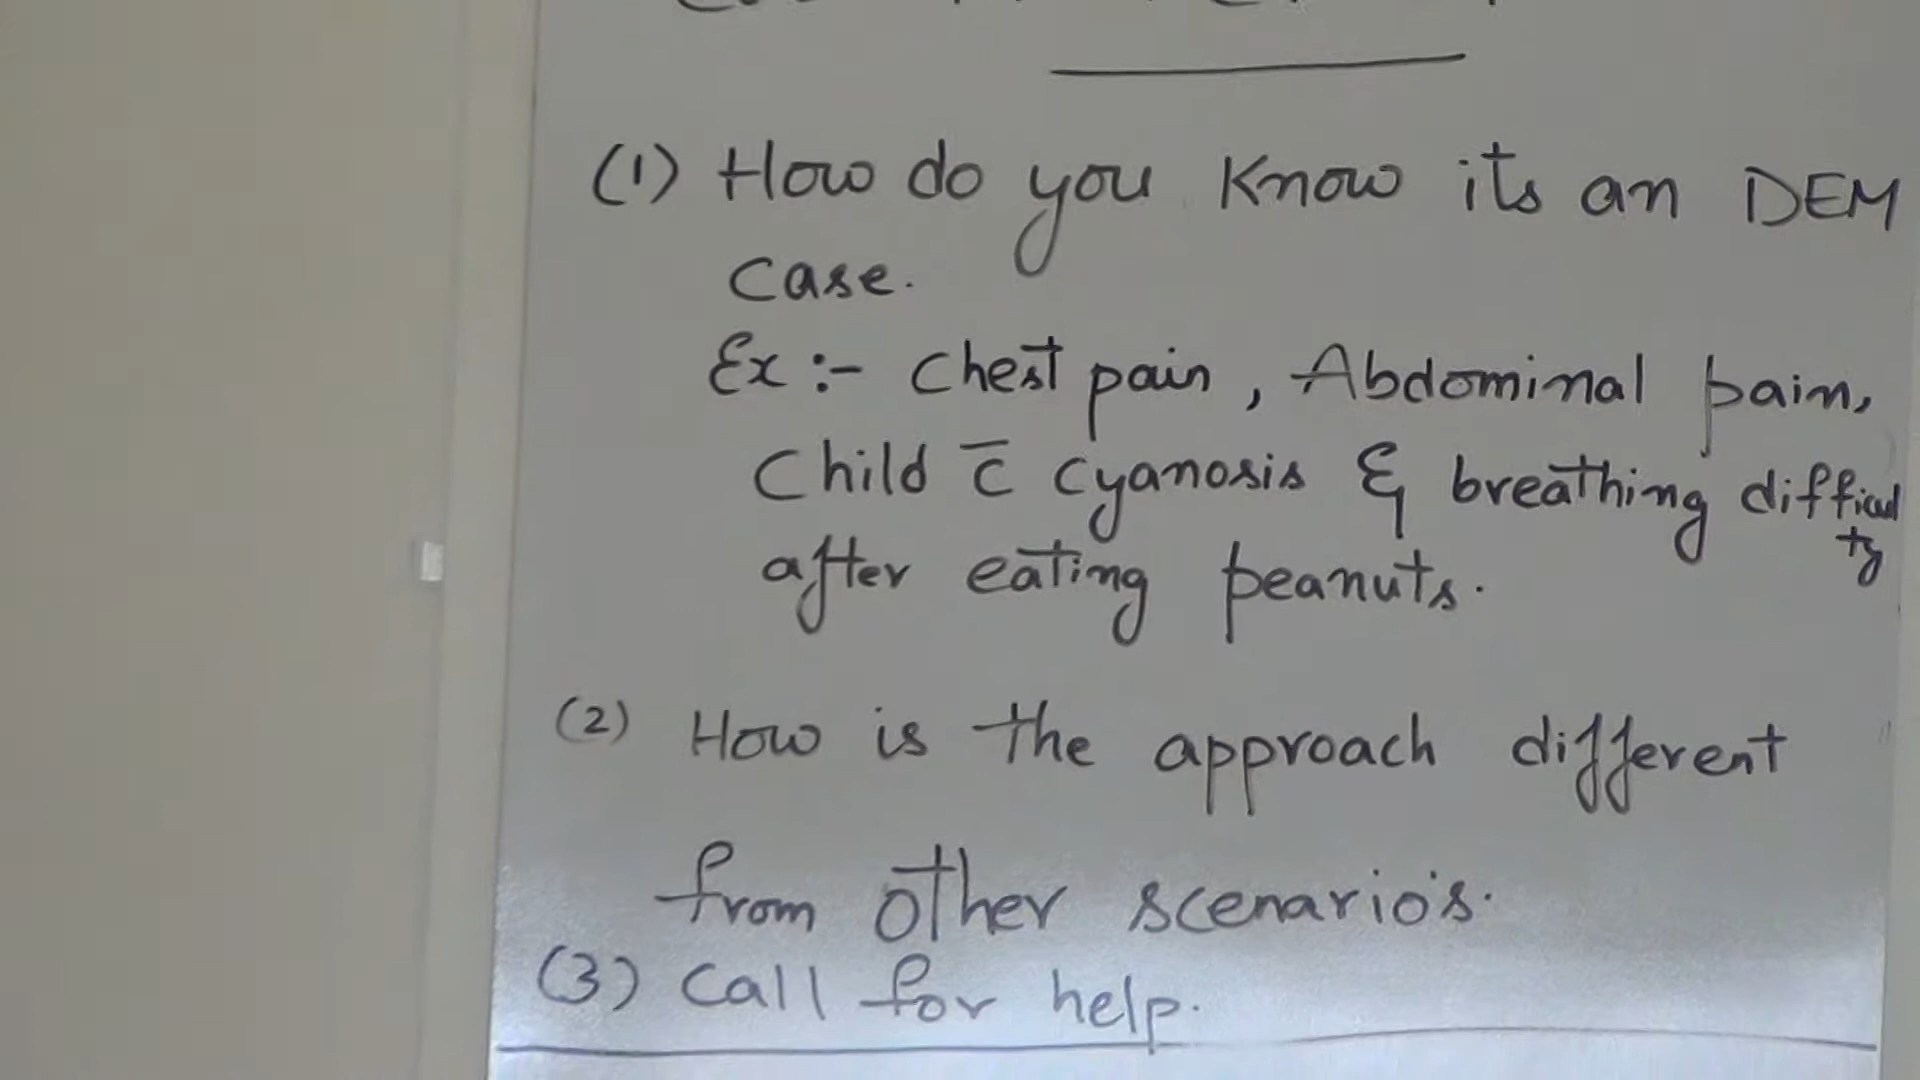 (1) How do you Know its an DEM
case.
Ex :- Chest pain, Abdominal pain,
Child c̄ cyanosis & breathing difficul
ty
after eating peanuts.
(2) How is the approach different
from other scenario's.
(3) Call for help.